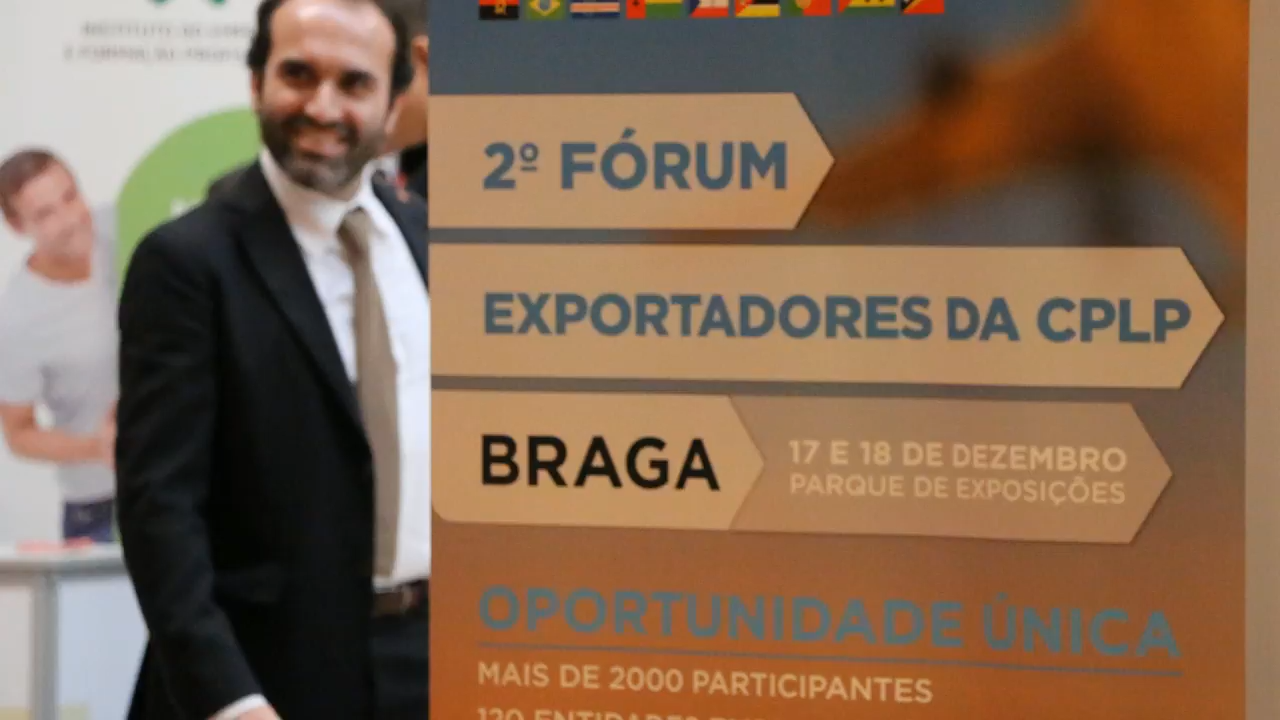 2º FÓRUM
EXPORTADORES DA CPLP
BRAGA
17 E 18 DE DEZEMBRO
PARQUE DE EXPOSIÇÕES
OPORTUNIDADE ÚNICA
MAIS DE 2000 PARTICIPANTES